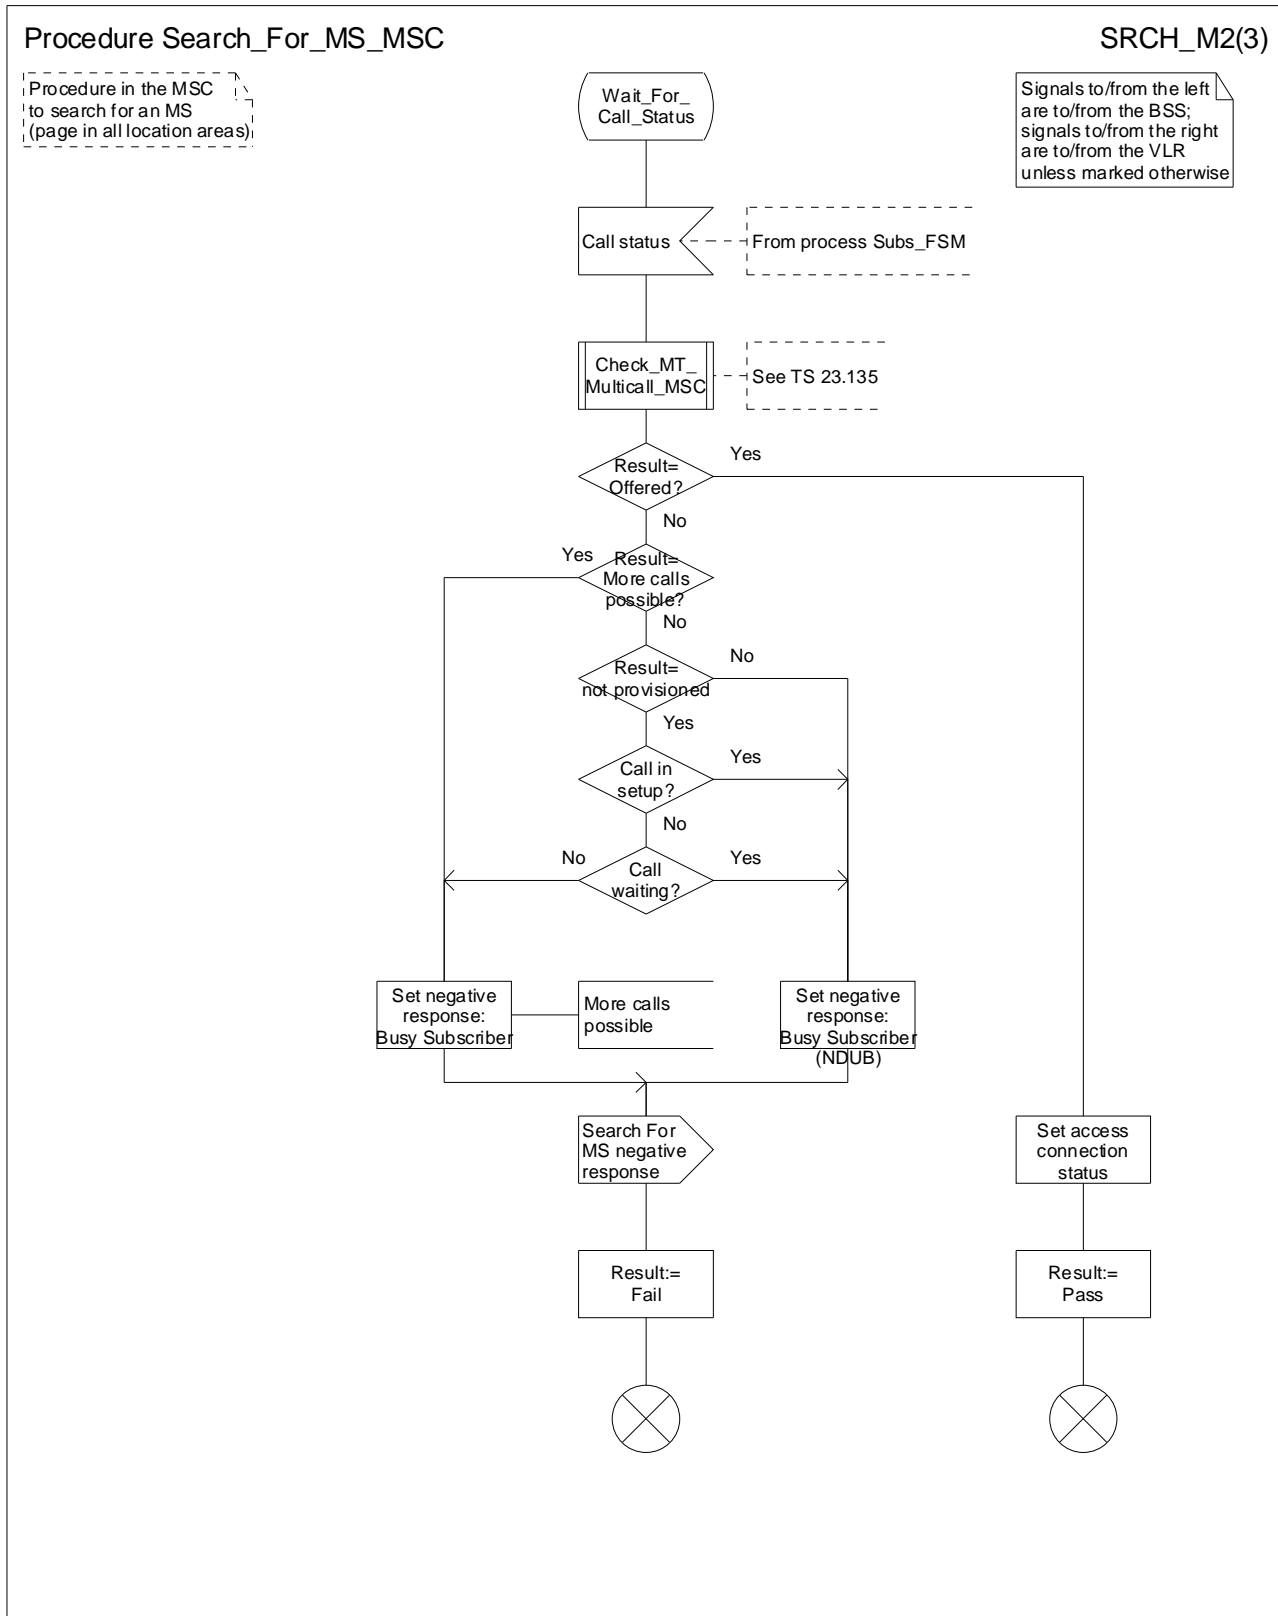 Procedure Search_For_MS_MSC
SRCH_M2(3)
Procedure in the MSC
to search for an MS
(page in all location areas)
Signals to/from the left
are to/from the BSS;
signals to/from the right
are to/from the VLR
unless marked otherwise
Wait_For_
Call_Status
Call status
From process Subs_FSM
Check_MT_
Multicall_MSC
See TS 23.135
Result=
Offered?
Yes
No
Result=
More calls
possible?
Yes
No
Result=
not provisioned
No
Yes
Call in
setup?
Yes
No
Call
waiting?
No
Yes
Set negative
response:
Busy Subscriber
More calls
possible
Set negative
response:
Busy Subscriber
(NDUB)
Search For
MS negative
response
Set access
connection
status
Result:=
Fail
Result:=
Pass